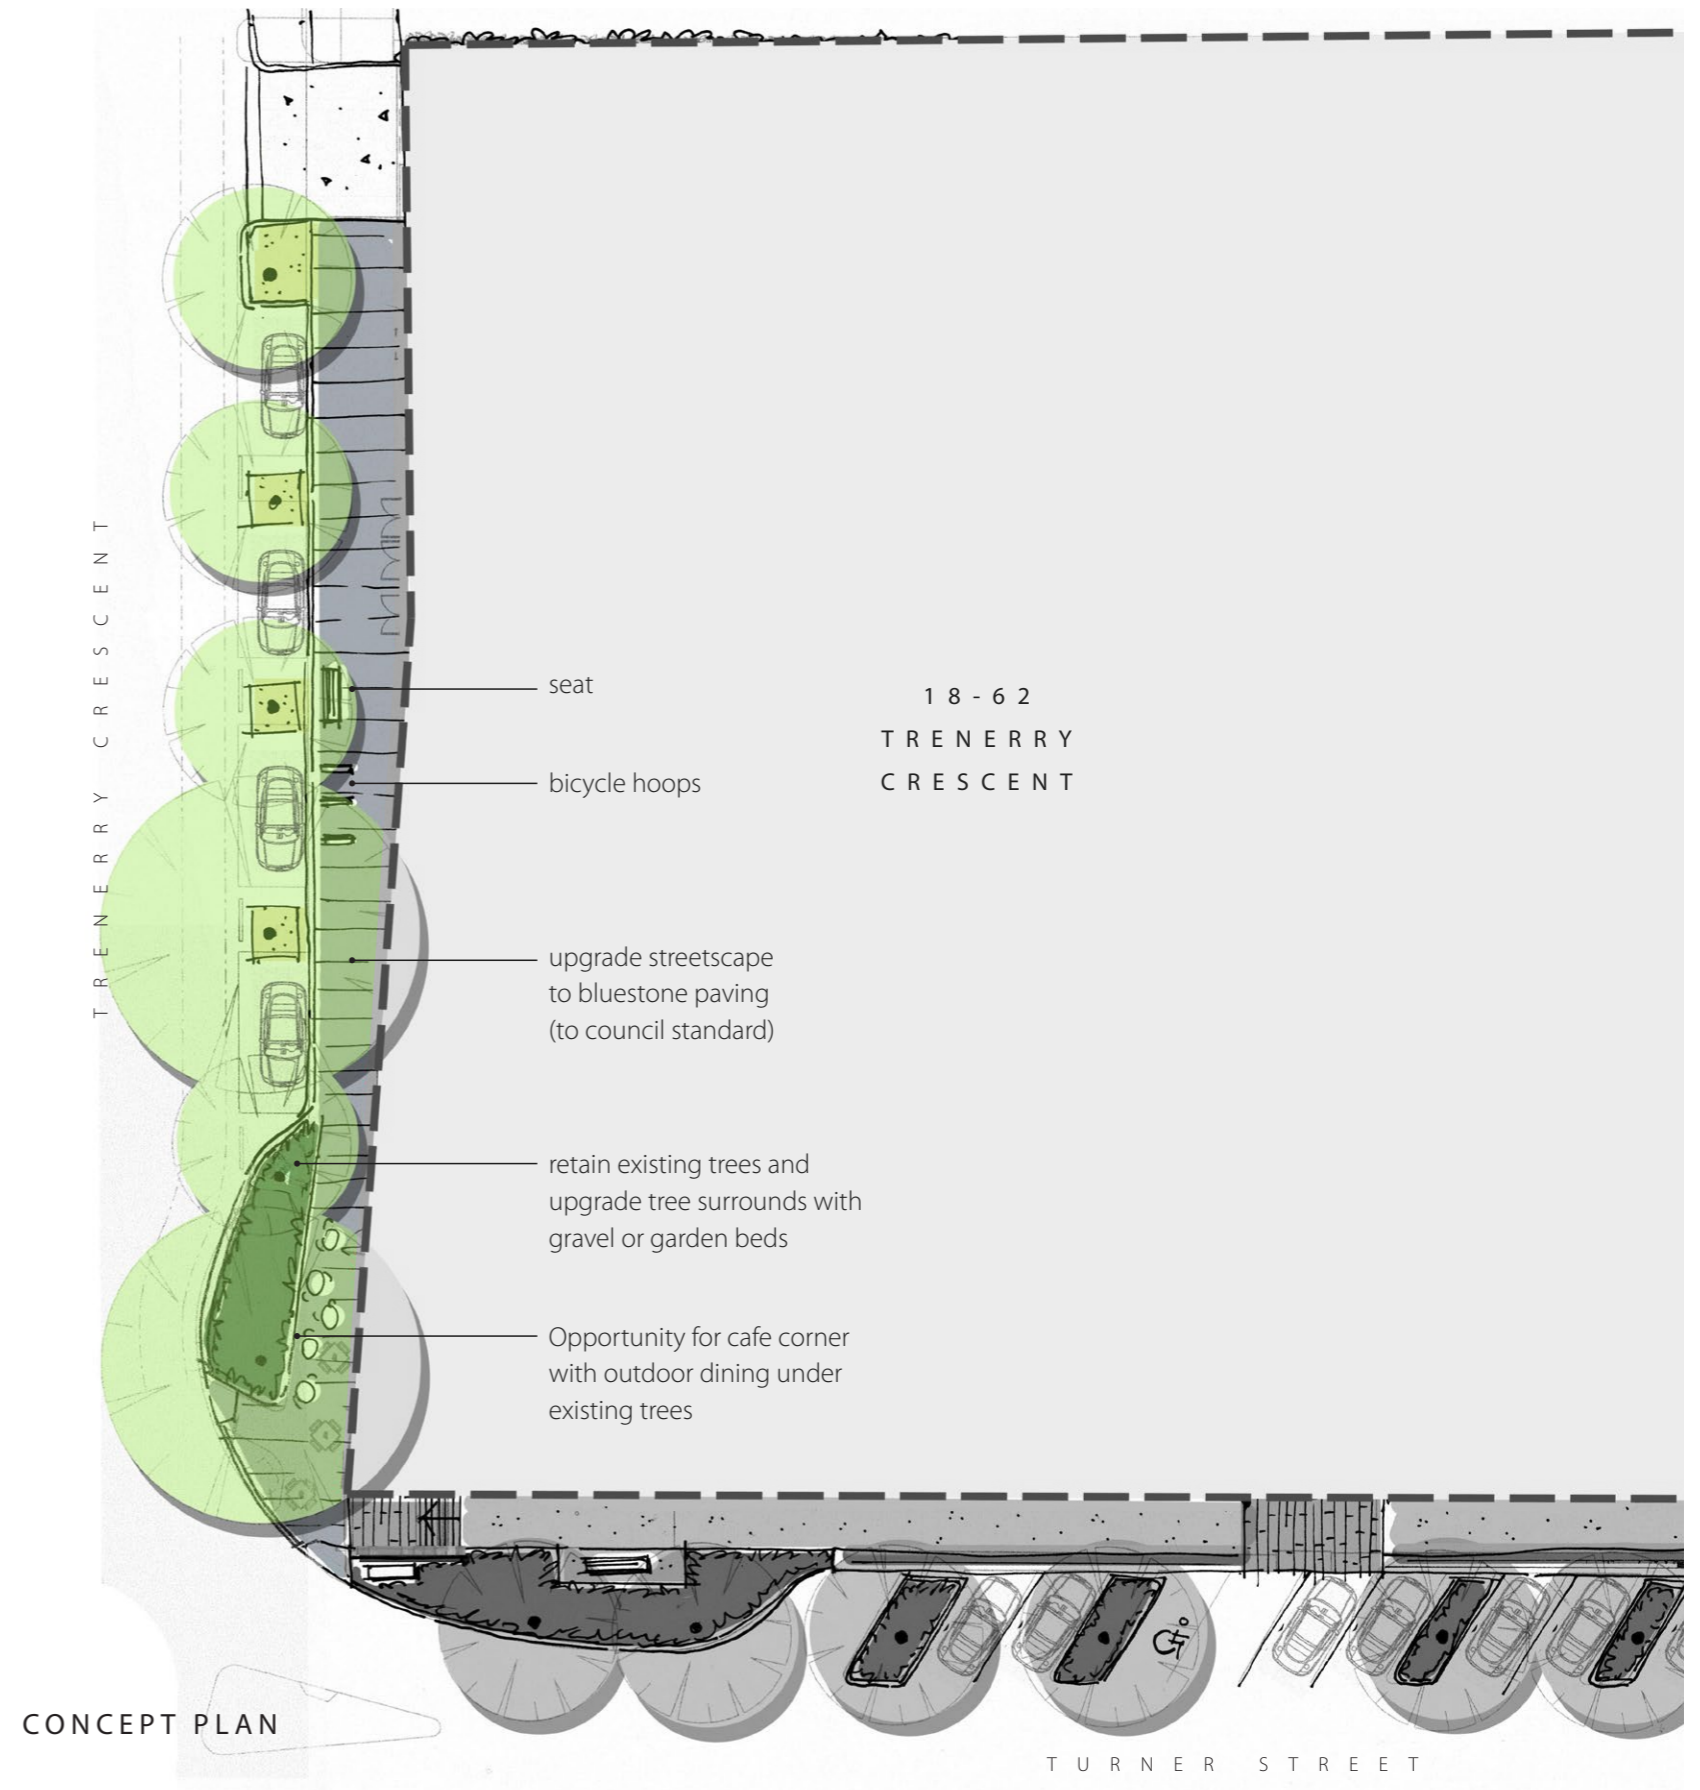 TRENERRY CRESCENT
seat
bicycle hoops
18-62
TRENERRY
CRESCENT
upgrade streetscape
to bluestone paving
(to council standard)
retain existing trees and
upgrade tree surrounds with
gravel or garden beds
Opportunity for cafe corner
with outdoor dining under
existing trees
CONCEPT PLAN
TURNER STREET